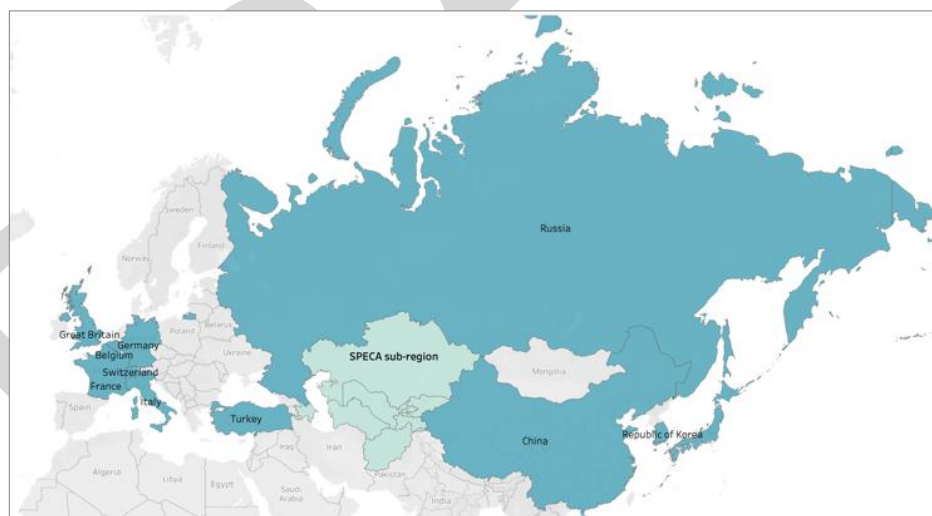 Sweden
Finland
Norway
Russia
Great Britain
Germany
Belgium
Poland
Belarus
Switzerland
Ukraine
France
Italy
Spain
Turkey
SPECA sub-region
Mongolia
China
Republic of Korea
Algeria
Libya
Egypt
Saudi
Arabia
Iraq
Iran
Pakistan
India